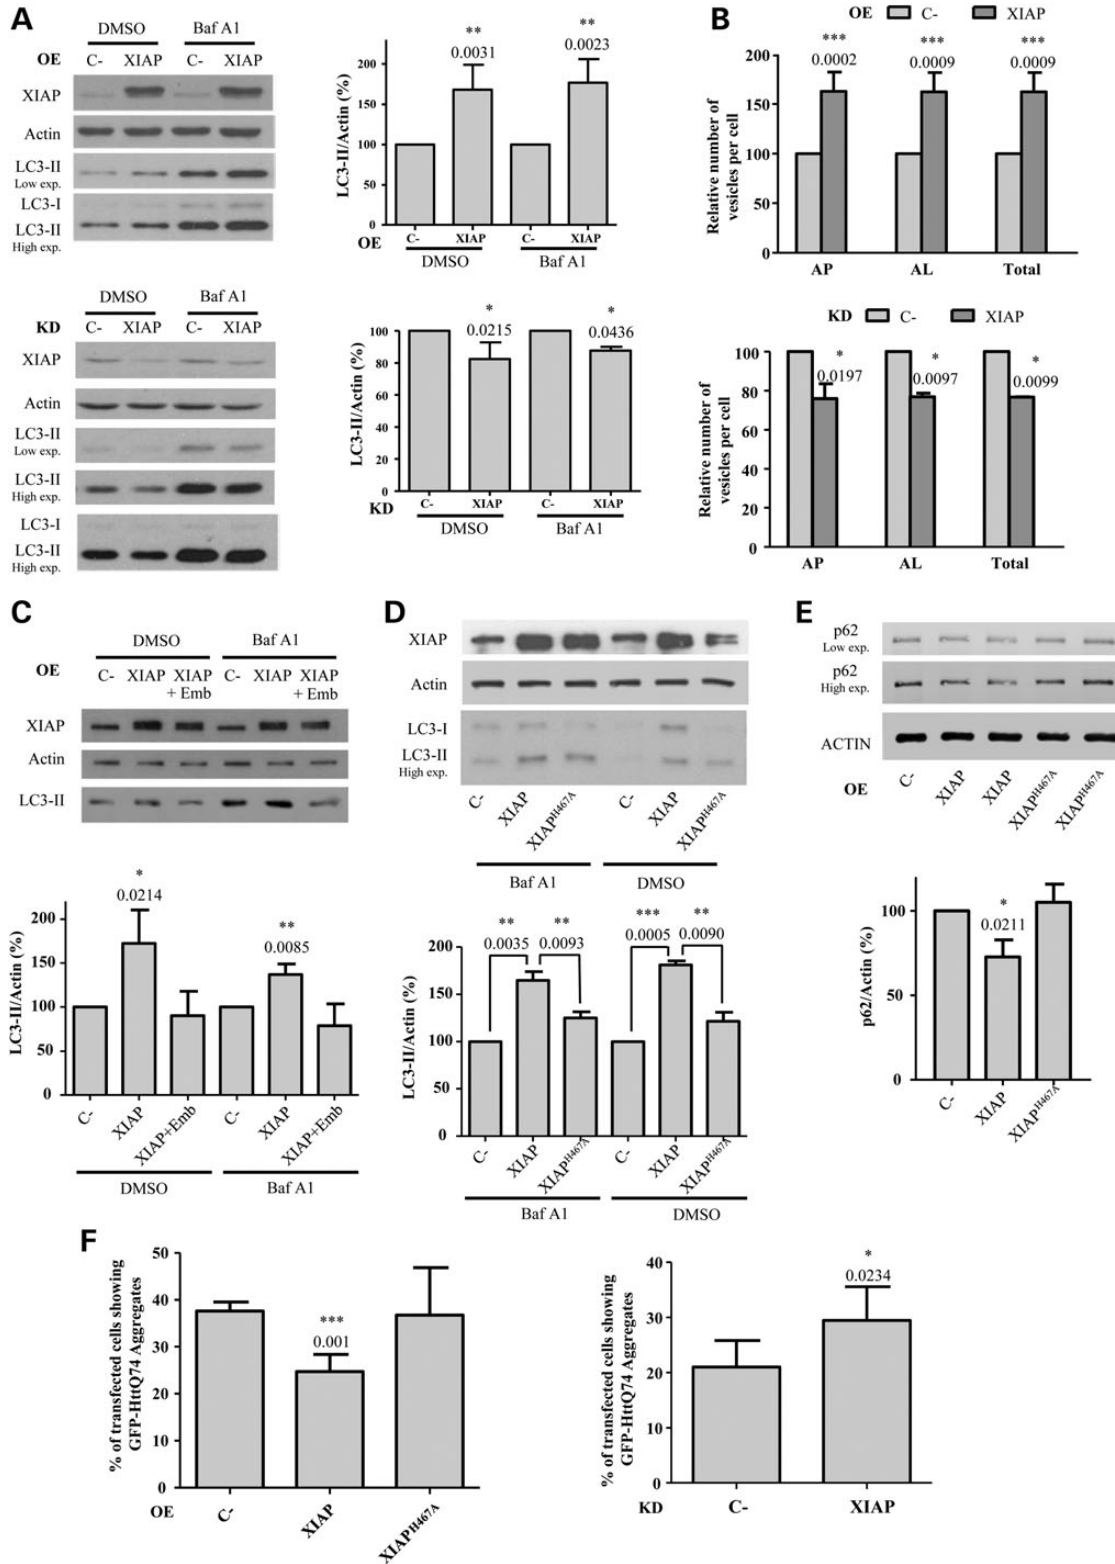 A
DMSO Baf A1
OE C- XIAP C- XIAP
XIAP
Actin
LC3-II
Low exp.
LC3-I
LC3-II
High exp.
LC3-II/Actin (%)
** **
0.0031 0.0023
200
150
100
50
0
C- XIAP C- XIAP
OE
DMSO Baf A1
DMSO Baf A1
KD C- XIAP C- XIAP
XIAP
Actin
LC3-II
Low exp.
LC3-II
High exp.
LC3-I
LC3-II
High exp.
LC3-II/Actin (%)
* *
0.0215 0.0436
100
80
60
40
20
0
C- XIAP C- XIAP
KD
DMSO Baf A1
B
OE C- XIAP
*** *** ***
0.0002 0.0009 0.0009
Relative number of
vesicles per cell
200
150
100
50
0
AP AL Total
KD C- XIAP
* * *
0.0197 0.0097 0.0099
Relative number of
vesicles per cell
100
80
60
40
20
0
AP AL Total
C
DMSO Baf A1
OE C- XIAP XIAP C- XIAP XIAP
+ Emb + Emb
XIAP
Actin
LC3-II
LC3-II/Actin (%)
*
0.0214
**
0.0085
200
150
100
50
0
C- XIAP XIAP+Emb C- XIAP XIAP+Emb
DMSO Baf A1
D
XIAP
Actin
LC3-I
LC3-II
High exp.
C- XIAP XIAPH467A C- XIAP XIAPH467A
Baf A1 DMSO
LC3-II/Actin (%)
** ** *** **
0.0035 0.0093 0.0005 0.0090
200
150
100
50
0
C- XIAP XIAPH467A C- XIAP XIAPH467A
Baf A1 DMSO
E
p62
Low exp.
p62
High exp.
ACTIN
OE C- XIAP XIAP XIAPH467A XIAPH467A
p62/Actin (%)
*
0.0211
100
50
0
C- XIAP XIAPH467A
F
% of transfected cells showing
GFP-HttQ74 Aggregates
***
0.001
50
40
30
20
10
0
OE C- XIAP XIAPH467A
% of transfected cells showing
GFP-HttQ74 Aggregates
*
0.0234
40
30
20
10
0
KD C- XIAP